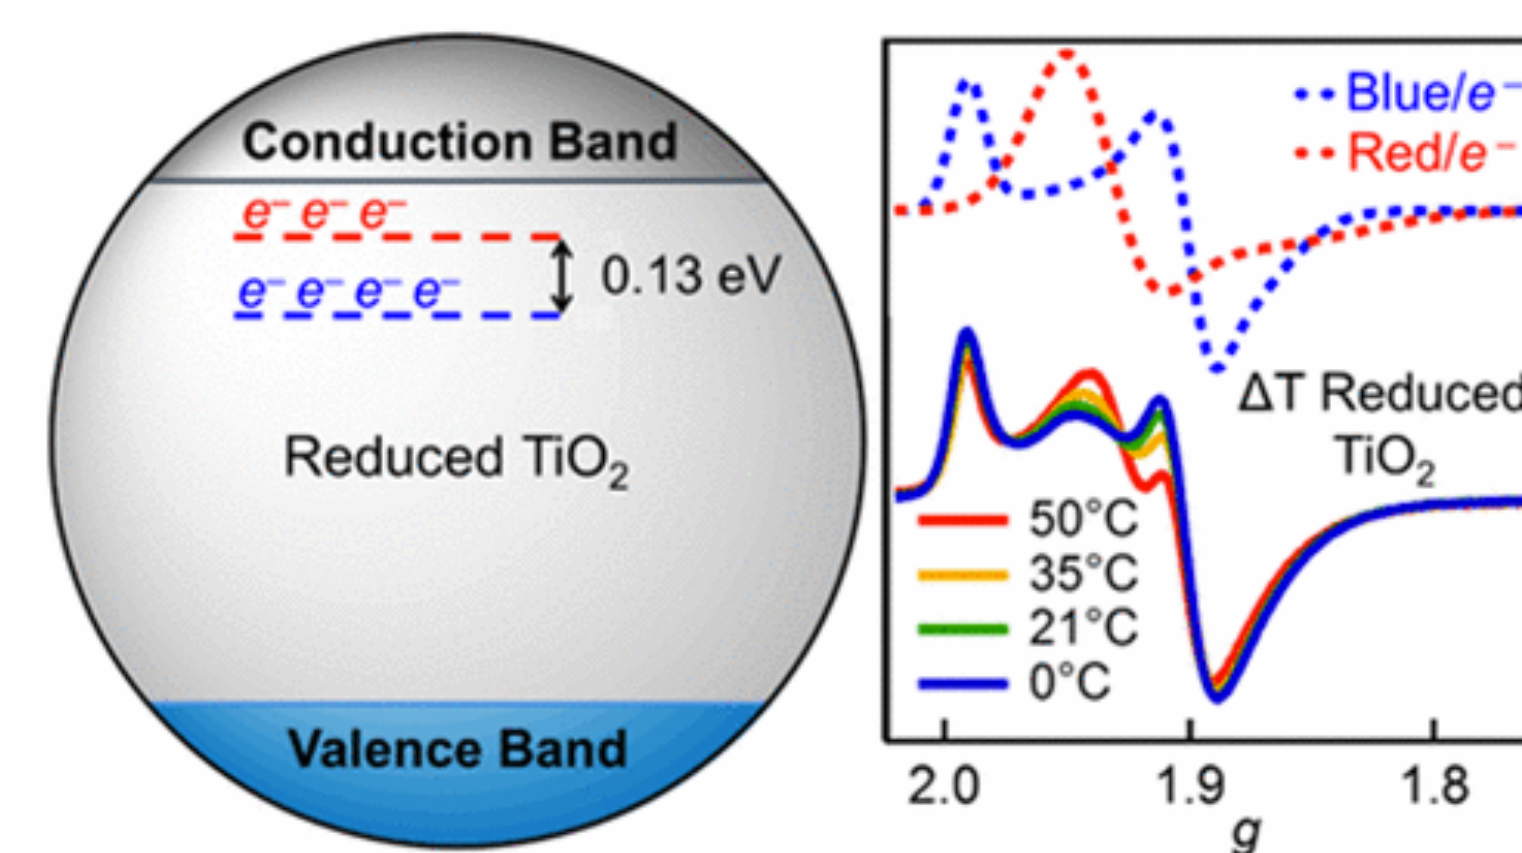 Conduction Band
e⁻ e⁻ e⁻
0.13 eV
e⁻ e⁻ e⁻ e⁻
Reduced TiO₂
Valence Band
Blue/e⁻
Red/e⁻
ΔT Reduced
TiO₂
50°C
35°C
21°C
0°C
2.0 1.9 1.8
g